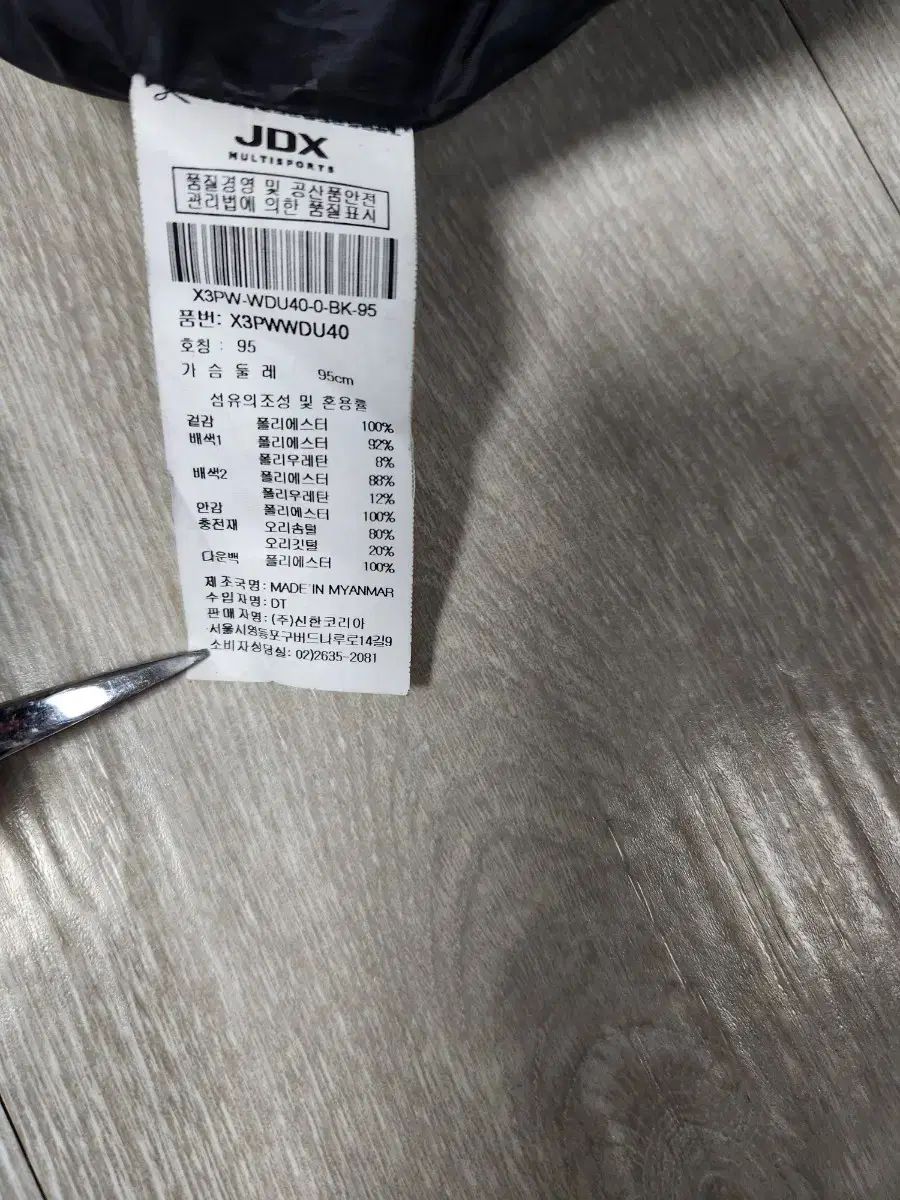 JDX
MULTISPORTS
품질경영 및 공산품안전
관리법에 의한 품질표시
X3PW-WDU40-0-BK-95
품번: X3PWWDU40
호칭 : 95
가 슴 둘 레 95cm
섬유의조성 및 혼용률
겉감 폴리에스터 100%
배색1 폴리에스터 92%
폴리우레탄 8%
배색2 폴리에스터 88%
폴리우레탄 12%
안감 폴리에스터 100%
충전재 오리솜털 80%
오리깃털 20%
다운백 폴리에스터 100%
제조국명: MADE IN MYANMAR
수입자명: DT
판매자명: (주)신한코리아
서울시영등포구버드나루로14길9
소비자상담실: 02)2635-2081